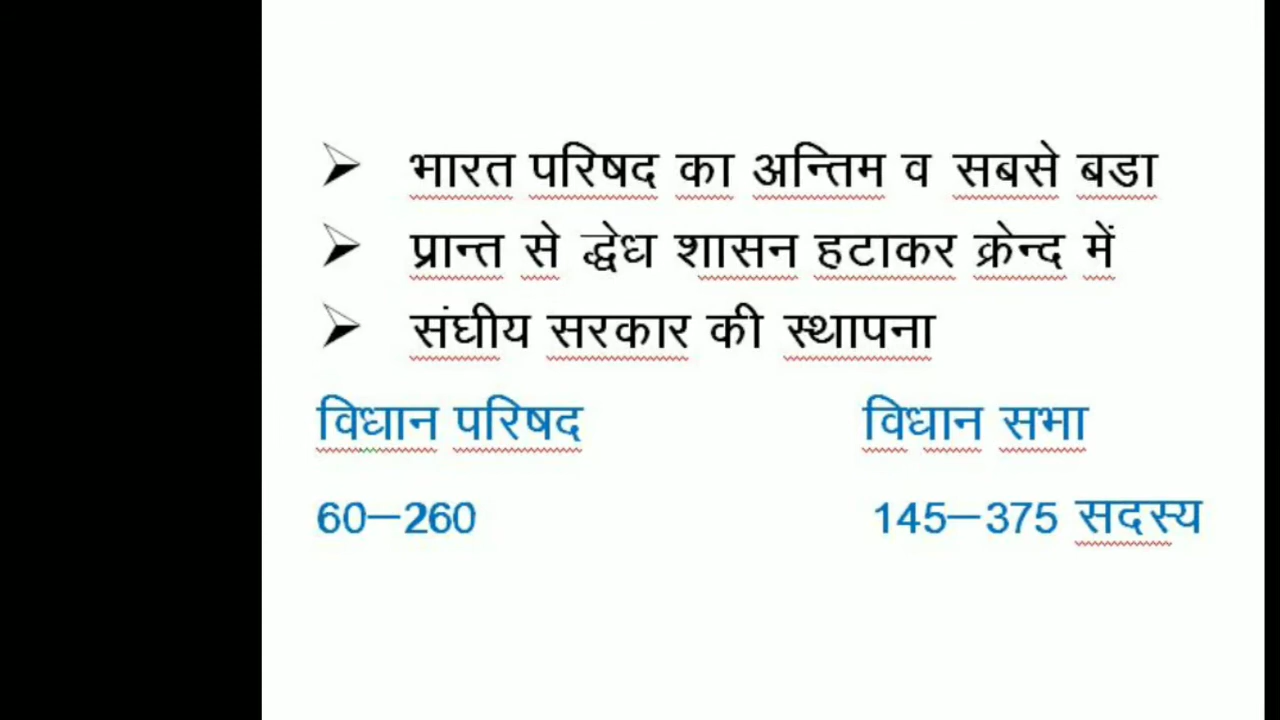 ➢ भारत परिषद का अन्तिम व सबसे बडा
➢ प्रान्त से द्धेध शासन हटाकर क्रेन्द में
➢ संघीय सरकार की स्थापना
विधान परिषद विधान सभा
60–260 145–375 सदस्य